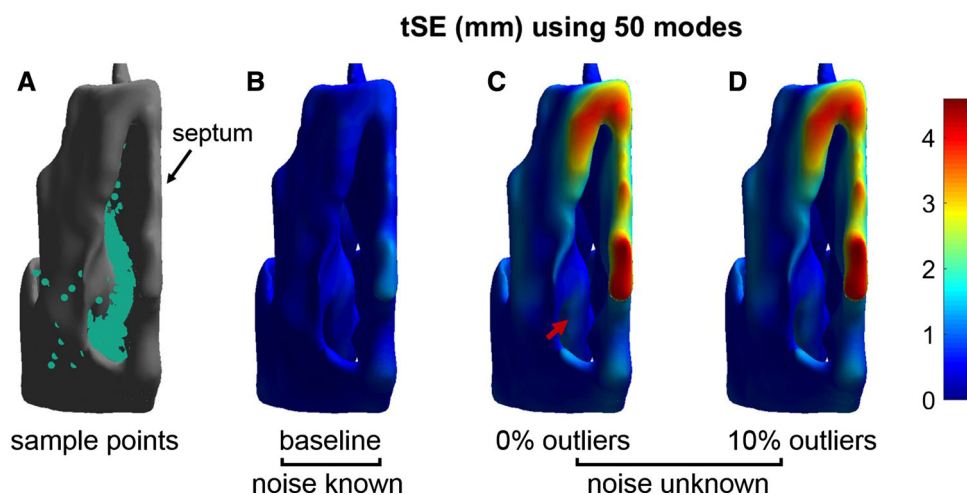 tSE (mm) using 50 modes
A
B
C
D
septum
4
3
2
1
0
sample points
baseline
0% outliers
10% outliers
noise known
noise unknown